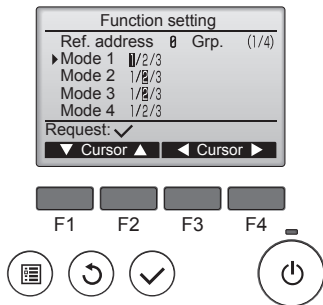 Function setting
Ref. address 0 Grp. (1/4)
Mode 1 1/2/3
Mode 2 1/2/3
Mode 3 1/2/3
Mode 4 1/2/3
Request:
Cursor Cursor
F1 F2 F3 F4